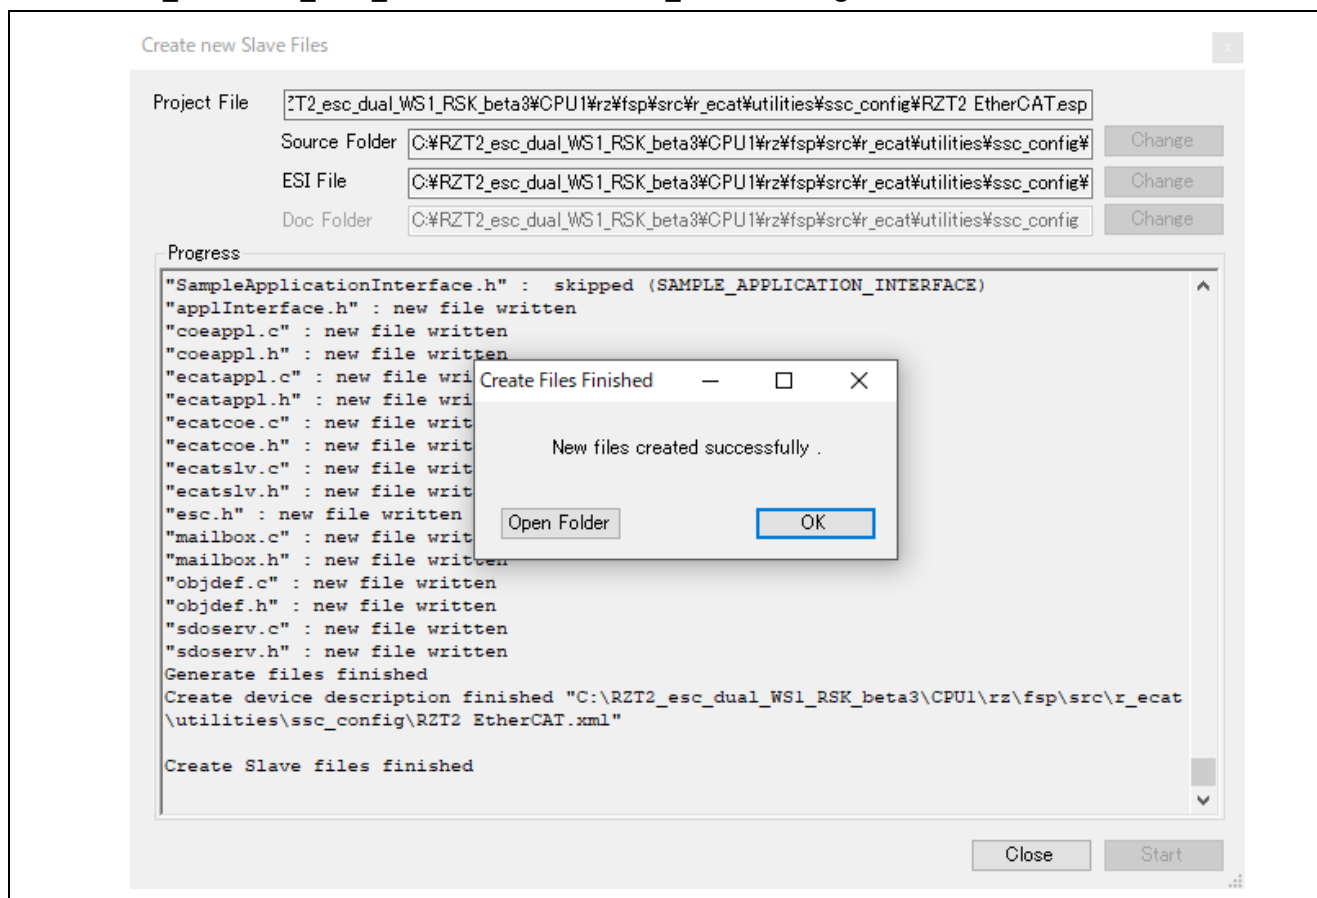 Create new Slave Files
x
Project File ZT2_esc_dual_WS1_RSK_beta3¥CPU1¥rz¥fsp¥src¥r_ecat¥utilities¥ssc_config¥RZT2 EtherCAT.esp
Source Folder C:¥RZT2_esc_dual_WS1_RSK_beta3¥CPU1¥rz¥fsp¥src¥r_ecat¥utilities¥ssc_config¥ Change
ESI File C:¥RZT2_esc_dual_WS1_RSK_beta3¥CPU1¥rz¥fsp¥src¥r_ecat¥utilities¥ssc_config¥ Change
Doc Folder C:¥RZT2_esc_dual_WS1_RSK_beta3¥CPU1¥rz¥fsp¥src¥r_ecat¥utilities¥ssc_config Change
Progress
"SampleApplicationInterface.h" : skipped (SAMPLE_APPLICATION_INTERFACE)
"applInterface.h" : new file written
"coeappl.c" : new file written
"coeappl.h" : new file written
"ecatappl.c" : new file wri
"ecatappl.h" : new file wri
"ecatcoe.c" : new file writ
"ecatcoe.h" : new file writ
"ecatslv.c" : new file writ
"ecatslv.h" : new file writ
"esc.h" : new file written
"mailbox.c" : new file writ
"mailbox.h" : new file written
"objdef.c" : new file written
"objdef.h" : new file written
"sdoserv.c" : new file written
"sdoserv.h" : new file written
Generate files finished
Create device description finished "C:\RZT2_esc_dual_WS1_RSK_beta3\CPU1\rz\fsp\src\r_ecat
\utilities\ssc_config\RZT2 EtherCAT.xml"
Create Slave files finished
Create Files Finished
New files created successfully .
Open Folder OK
Close Start